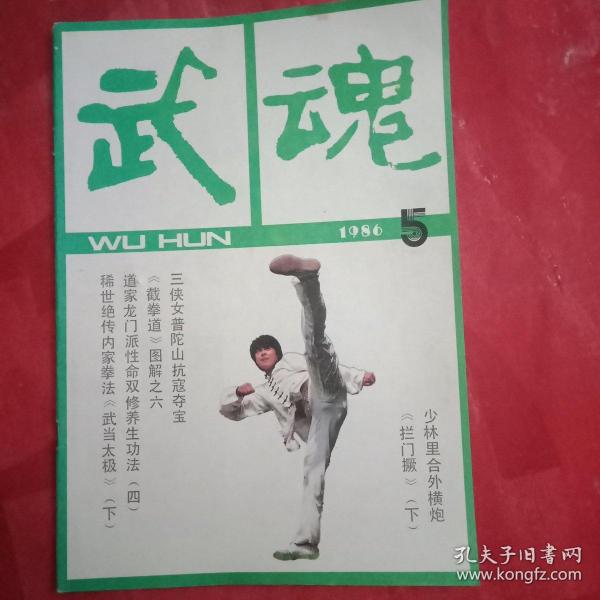 武魂
WU HUN
1986 5
少林里合外横炮
《拦门撅》(下)
三侠女普陀山抗寇夺宝
《截拳道》图解之六
道家龙门派性命双修养生功法(四)
稀世绝传内家拳法《武当太极》(下)
孔夫子旧书网
www.kongfz.com